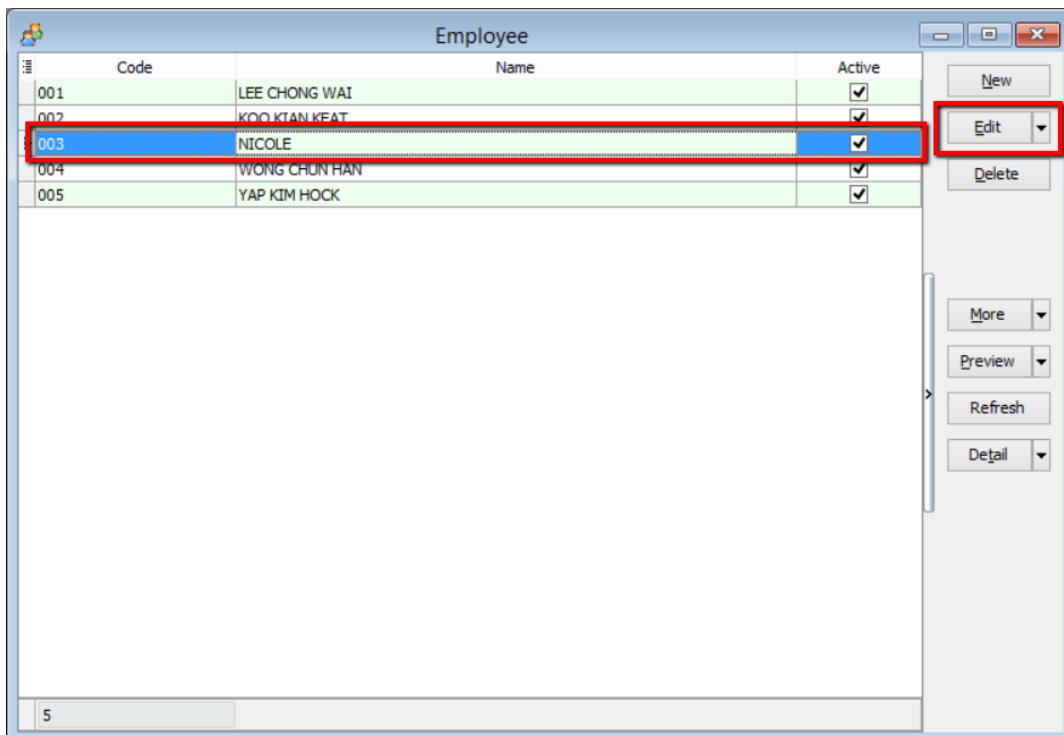 Employee
Code Name Active
001 LEE CHONG WAI
002 KOO KIAN KEAT
003 NICOLE
004 WONG CHUN HAN
005 YAP KIM HOCK
5
New
Edit
Delete
More
Preview
Refresh
Detail